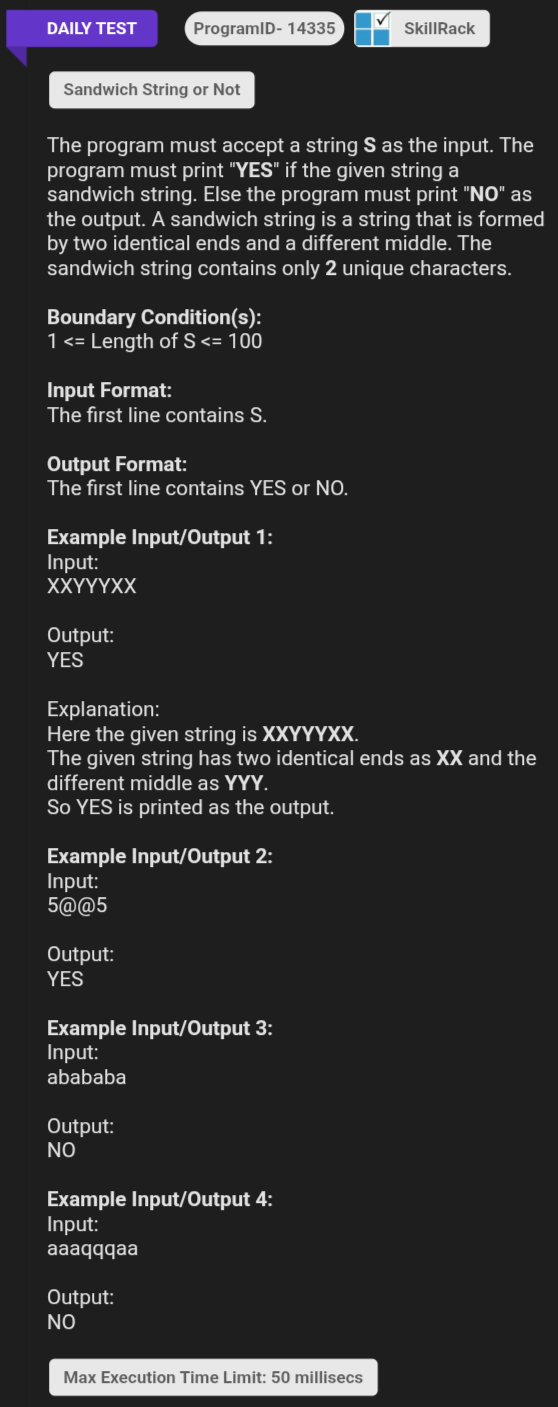 DAILY TEST
ProgramID- 14335
SkillRack
Sandwich String or Not
The program must accept a string S as the input. The
program must print "YES" if the given string a
sandwich string. Else the program must print "NO" as
the output. A sandwich string is a string that is formed
by two identical ends and a different middle. The
sandwich string contains only 2 unique characters.
Boundary Condition(s):
1 <= Length of S <= 100
Input Format:
The first line contains S.
Output Format:
The first line contains YES or NO.
Example Input/Output 1:
Input:
XXYYYXX
Output:
YES
Explanation:
Here the given string is XXYYYXX.
The given string has two identical ends as XX and the
different middle as YYY.
So YES is printed as the output.
Example Input/Output 2:
Input:
5@@5
Output:
YES
Example Input/Output 3:
Input:
abababa
Output:
NO
Example Input/Output 4:
Input:
aaaqqqaa
Output:
NO
Max Execution Time Limit: 50 millisecs